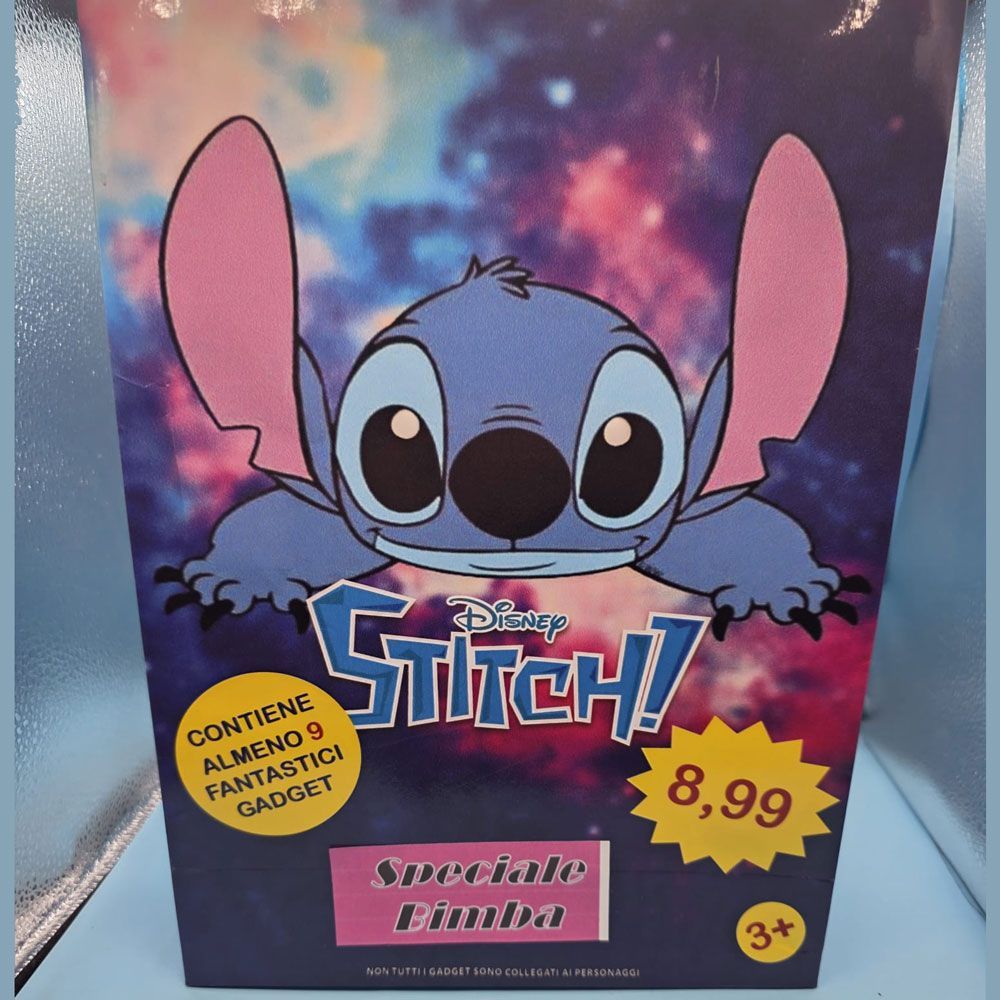 Disney
STITCH!
CONTIENE
ALMENO 9
FANTASTICI
GADGET
8,99
Speciale
Bimba
3+
NON TUTTI I GADGET SONO COLLEGATI AI PERSONAGGI